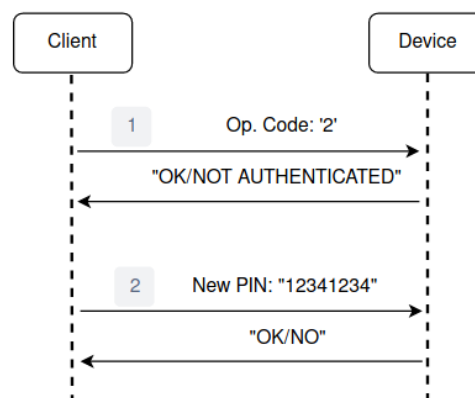 Client
Device
1
Op. Code: '2'
"OK/NOT AUTHENTICATED"
2
New PIN: "12341234"
"OK/NO"